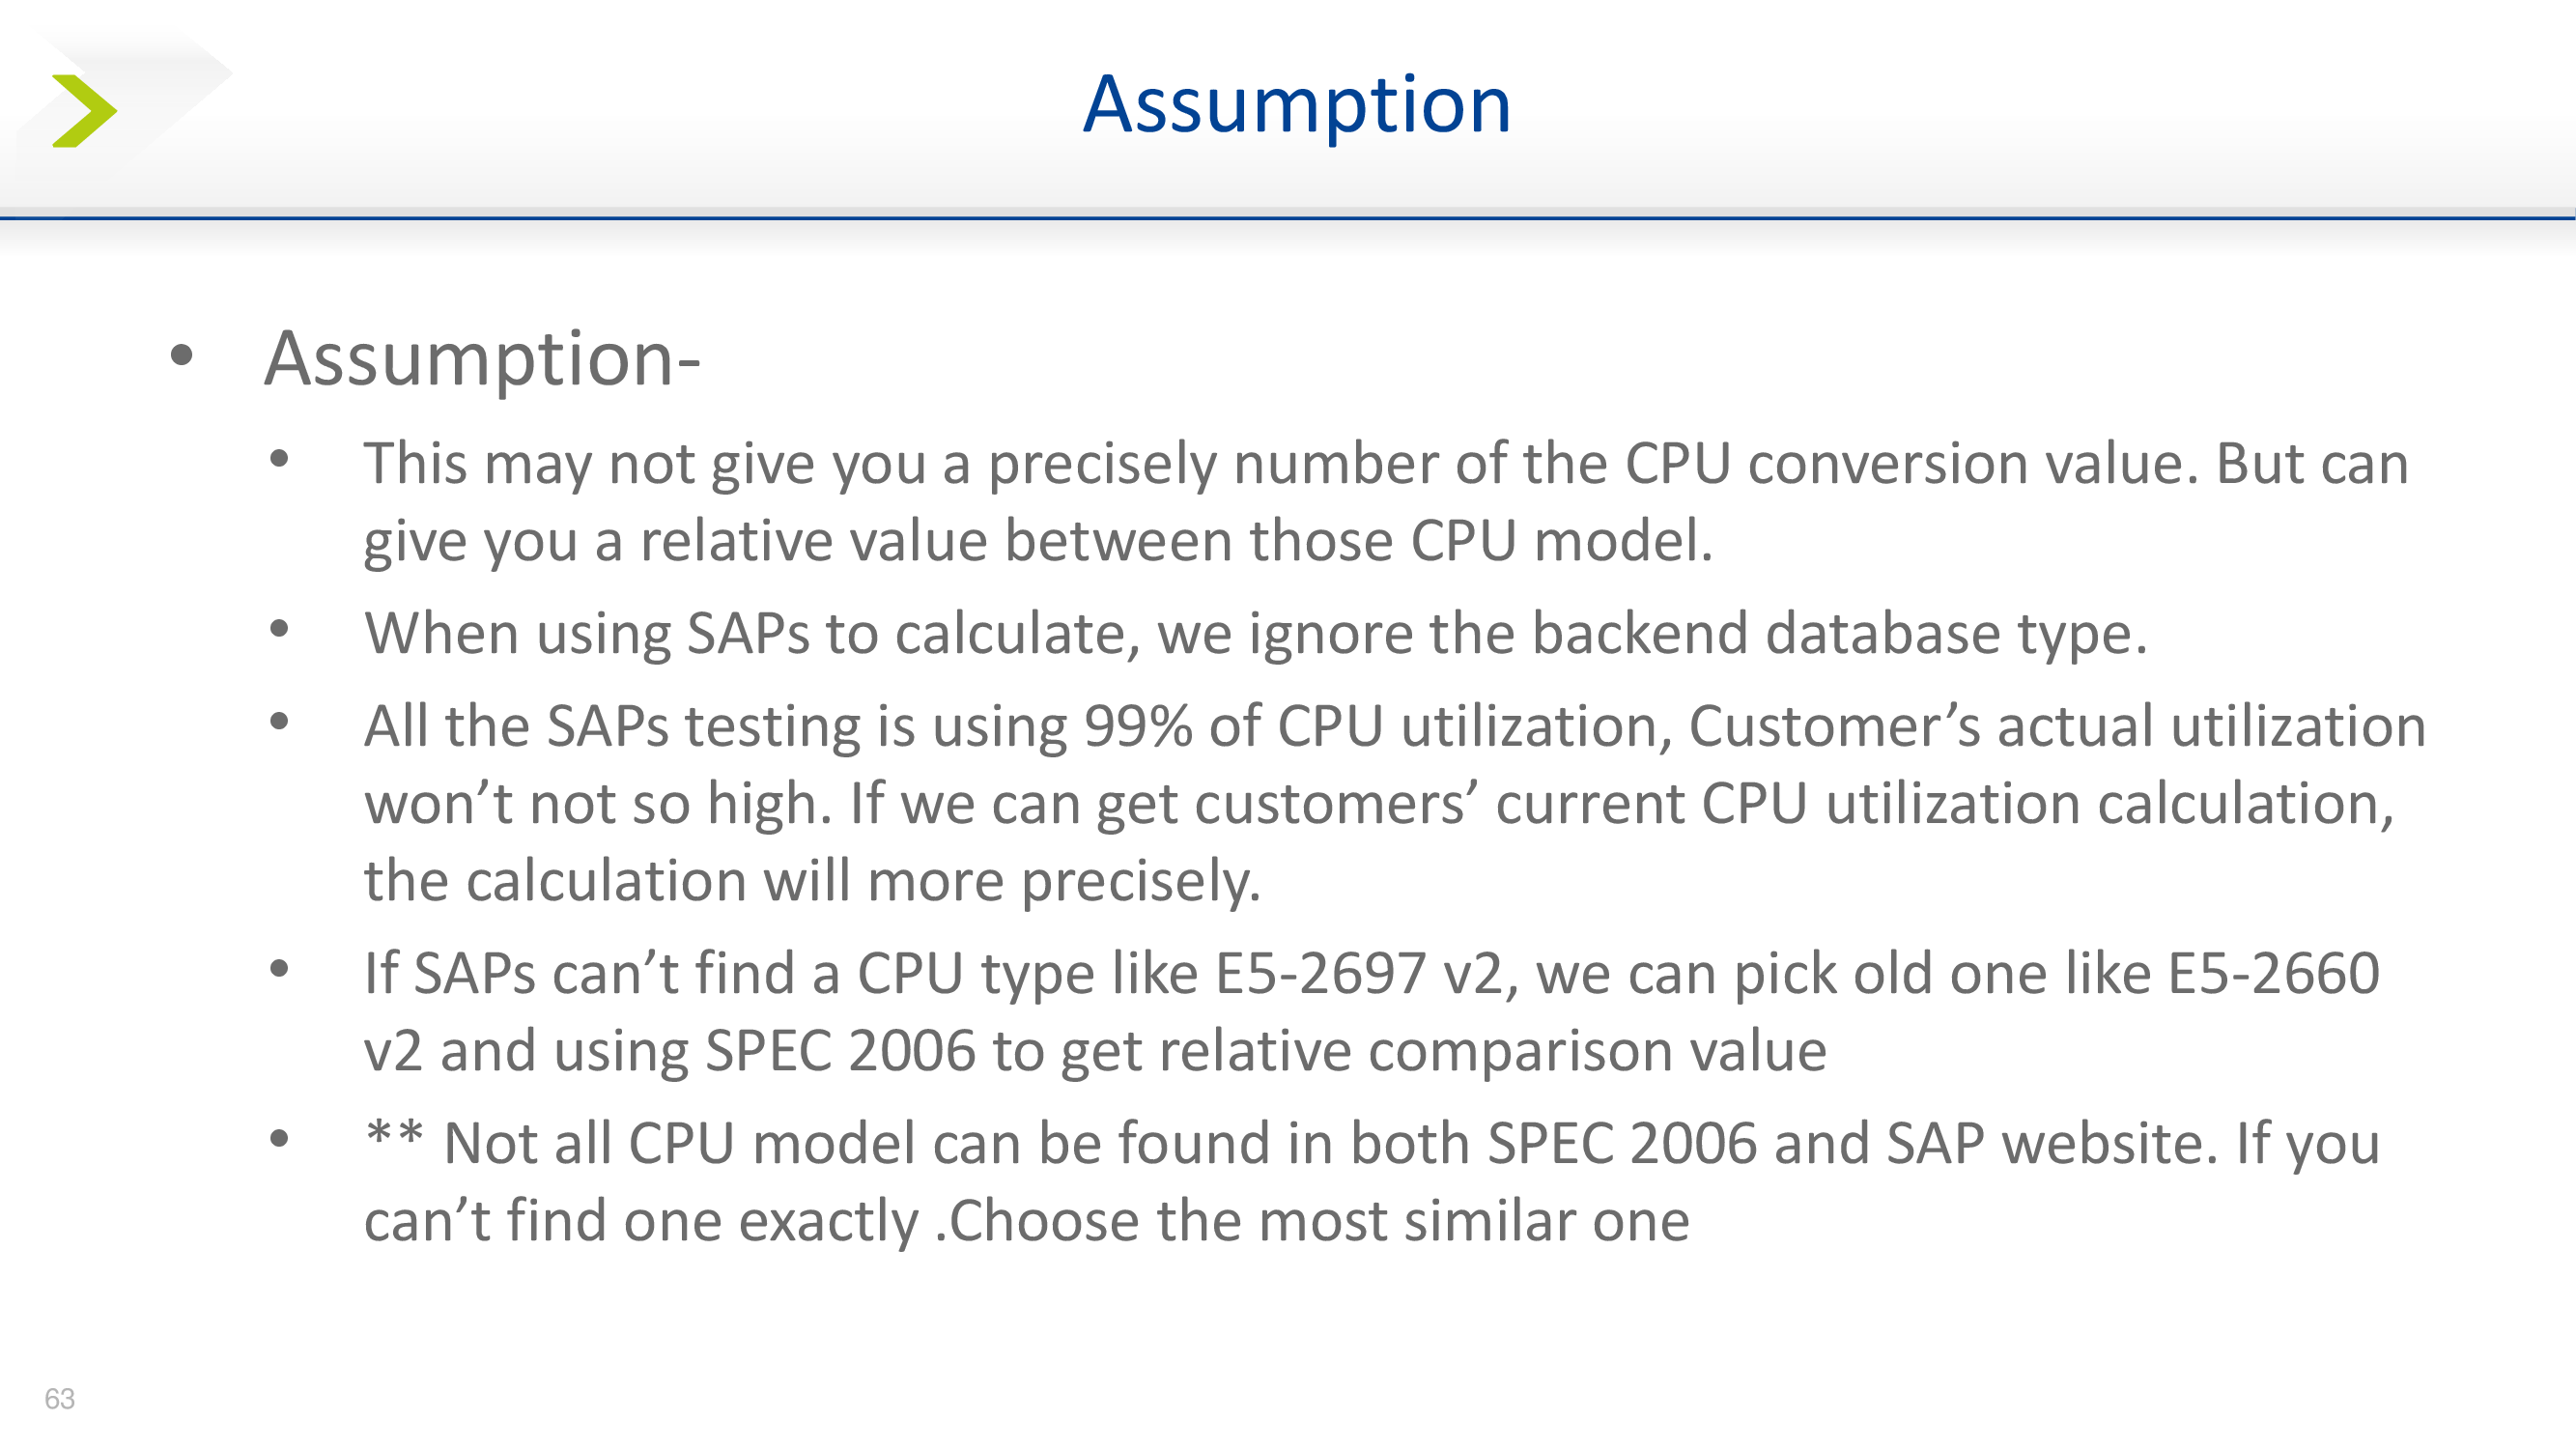 Assumption
• Assumption-
• This may not give you a precisely number of the CPU conversion value. But can
give you a relative value between those CPU model.
• When using SAPs to calculate, we ignore the backend database type.
• All the SAPs testing is using 99% of CPU utilization, Customer’s actual utilization
won’t not so high. If we can get customers’ current CPU utilization calculation,
the calculation will more precisely.
• If SAPs can’t find a CPU type like E5-2697 v2, we can pick old one like E5-2660
v2 and using SPEC 2006 to get relative comparison value
• ** Not all CPU model can be found in both SPEC 2006 and SAP website. If you
can’t find one exactly .Choose the most similar one
63